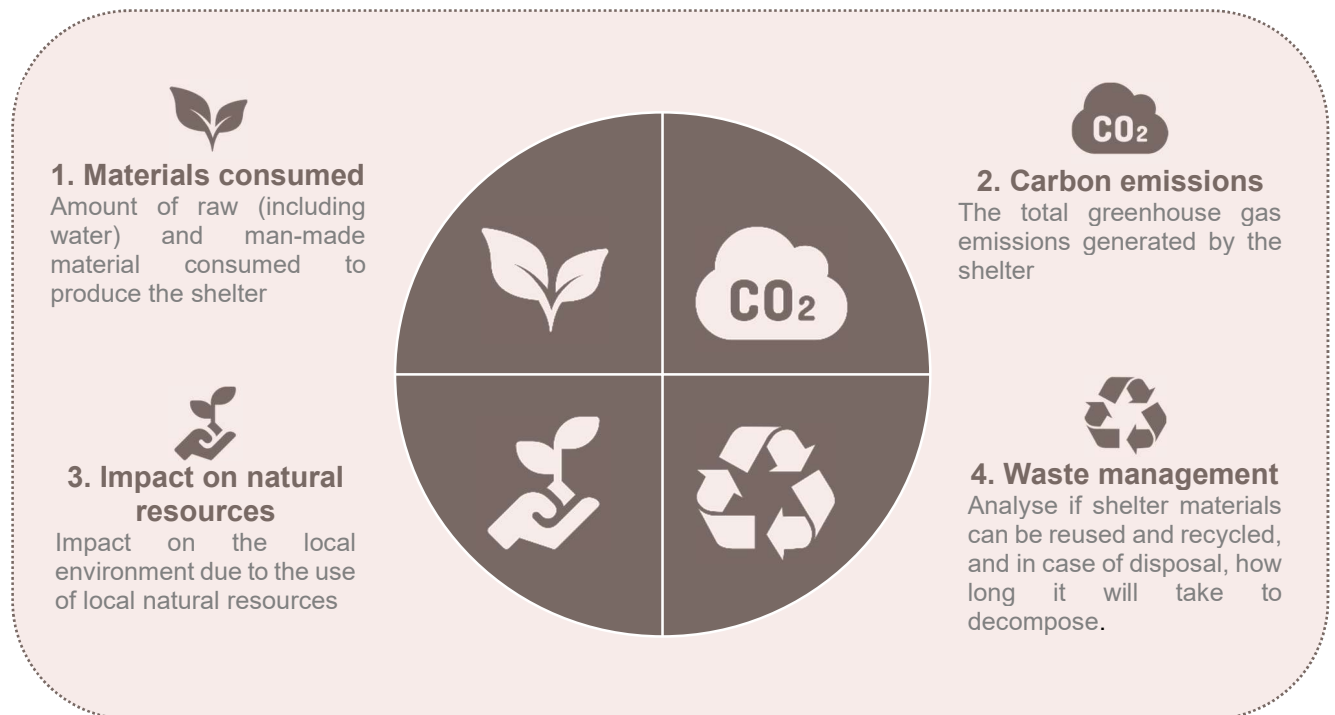 1. Materials consumed
Amount of raw (including
water) and man-made
material consumed to
produce the shelter
CO2
2. Carbon emissions
The total greenhouse gas
emissions generated by the
shelter
CO2
3. Impact on natural
resources
Impact on the local
environment due to the use
of local natural resources
4. Waste management
Analyse if shelter materials
can be reused and recycled,
and in case of disposal, how
long it will take to
decompose.